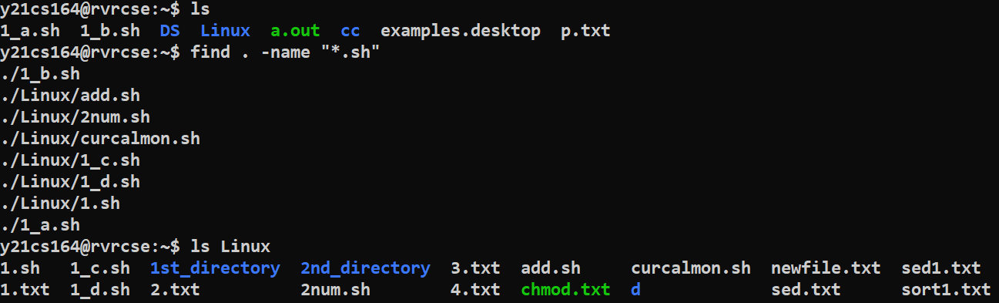 y21cs164@rvrcse:~$ ls
1_a.sh  1_b.sh  DS  Linux  a.out  cc  examples.desktop  p.txt
y21cs164@rvrcse:~$ find . -name "*.sh"
./1_b.sh
./Linux/add.sh
./Linux/2num.sh
./Linux/curcalmon.sh
./Linux/1_c.sh
./Linux/1_d.sh
./Linux/1.sh
./1_a.sh
y21cs164@rvrcse:~$ ls Linux
1.sh   1_c.sh  1st_directory  2nd_directory  3.txt  add.sh     curcalmon.sh  newfile.txt  sed1.txt
1.txt  1_d.sh  2.txt          2num.sh        4.txt  chmod.txt  d             sed.txt      sort1.txt